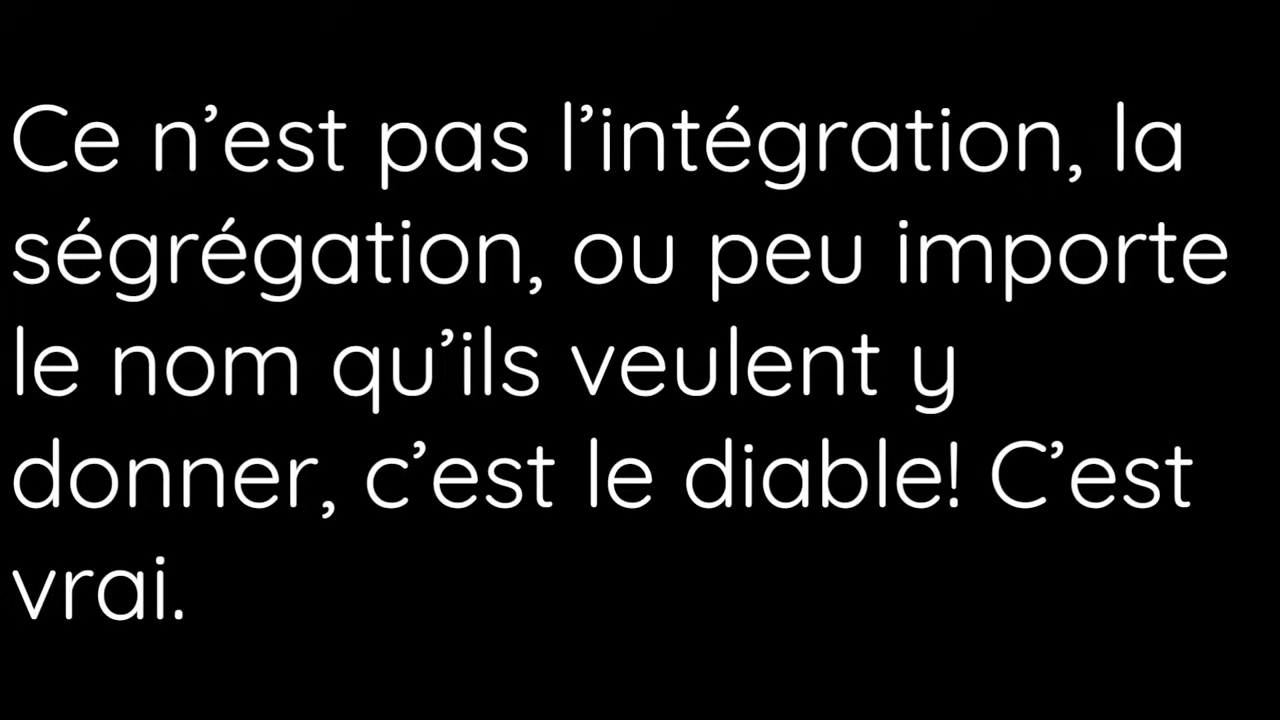 Ce n’est pas l’intégration, la
ségrégation, ou peu importe
le nom qu’ils veulent y
donner, c’est le diable! C’est
vrai.